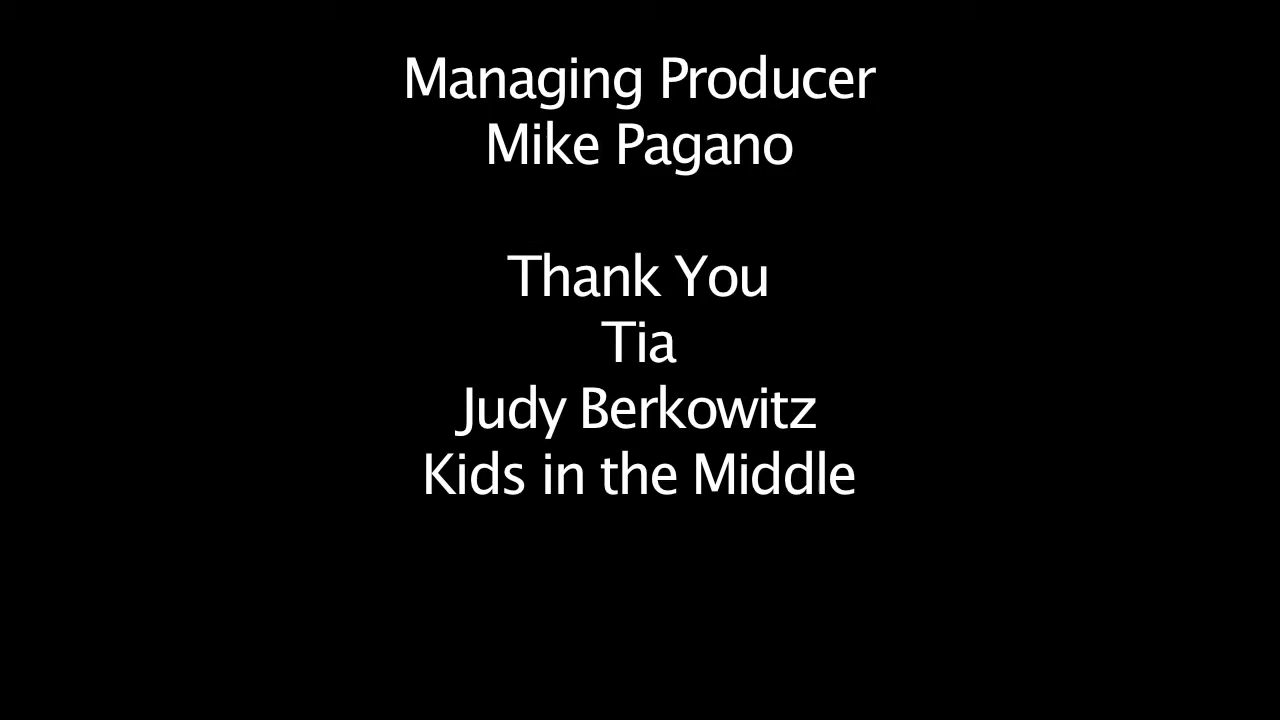 Managing Producer
Mike Pagano
Thank You
Tia
Judy Berkowitz
Kids in the Middle